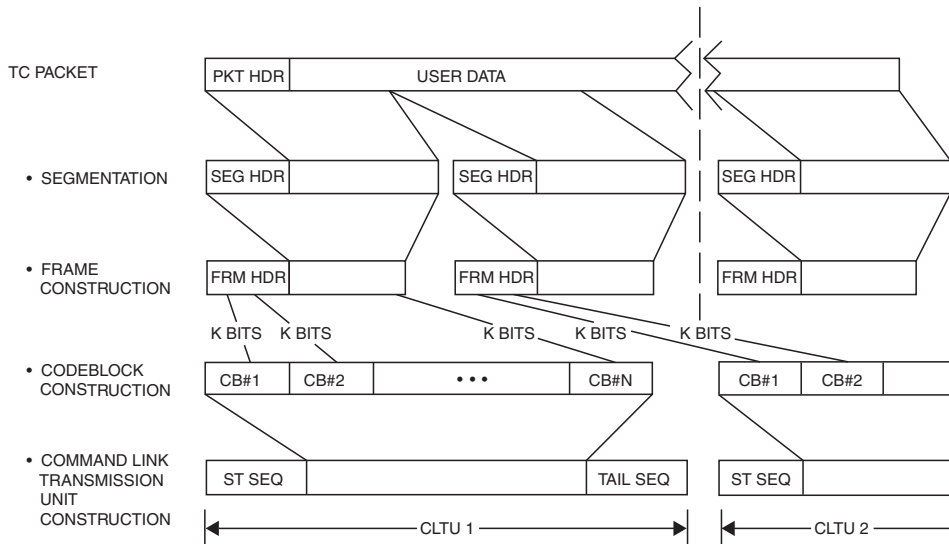 TC PACKET
PKT HDR
USER DATA
• SEGMENTATION
SEG HDR
SEG HDR
SEG HDR
• FRAME
CONSTRUCTION
FRM HDR
FRM HDR
FRM HDR
K BITS
K BITS
K BITS
K BITS
K BITS
• CODEBLOCK
CONSTRUCTION
CB#1
CB#2
• • •
CB#N
CB#1
CB#2
• COMMAND LINK
TRANSMISSION
UNIT
CONSTRUCTION
ST SEQ
TAIL SEQ
ST SEQ
CLTU 1
CLTU 2